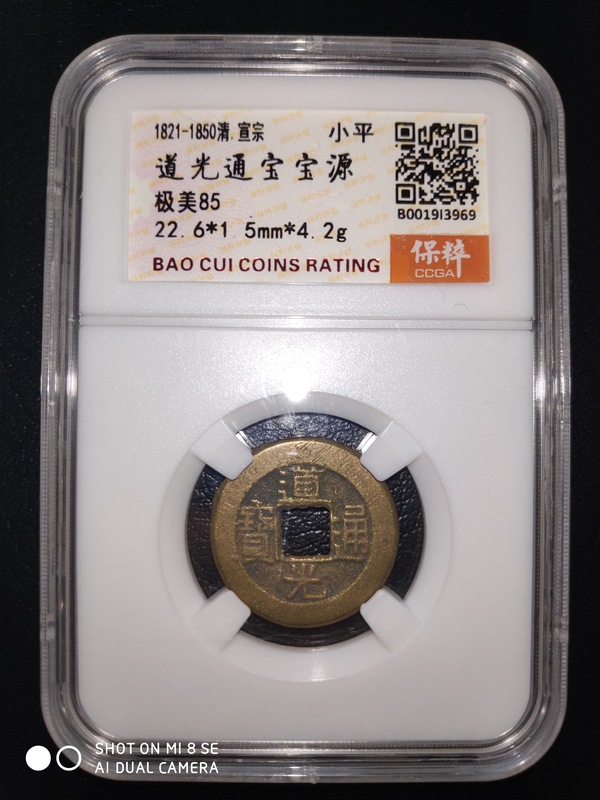 1821-1850清.宣宗 小平
道光通宝宝源
极美85
22.6*1.5mm*4.2g
B0019I3969
BAO CUI COINS RATING
保粹
CCGA
道
寶 通
光
SHOT ON MI 8 SE
AI DUAL CAMERA